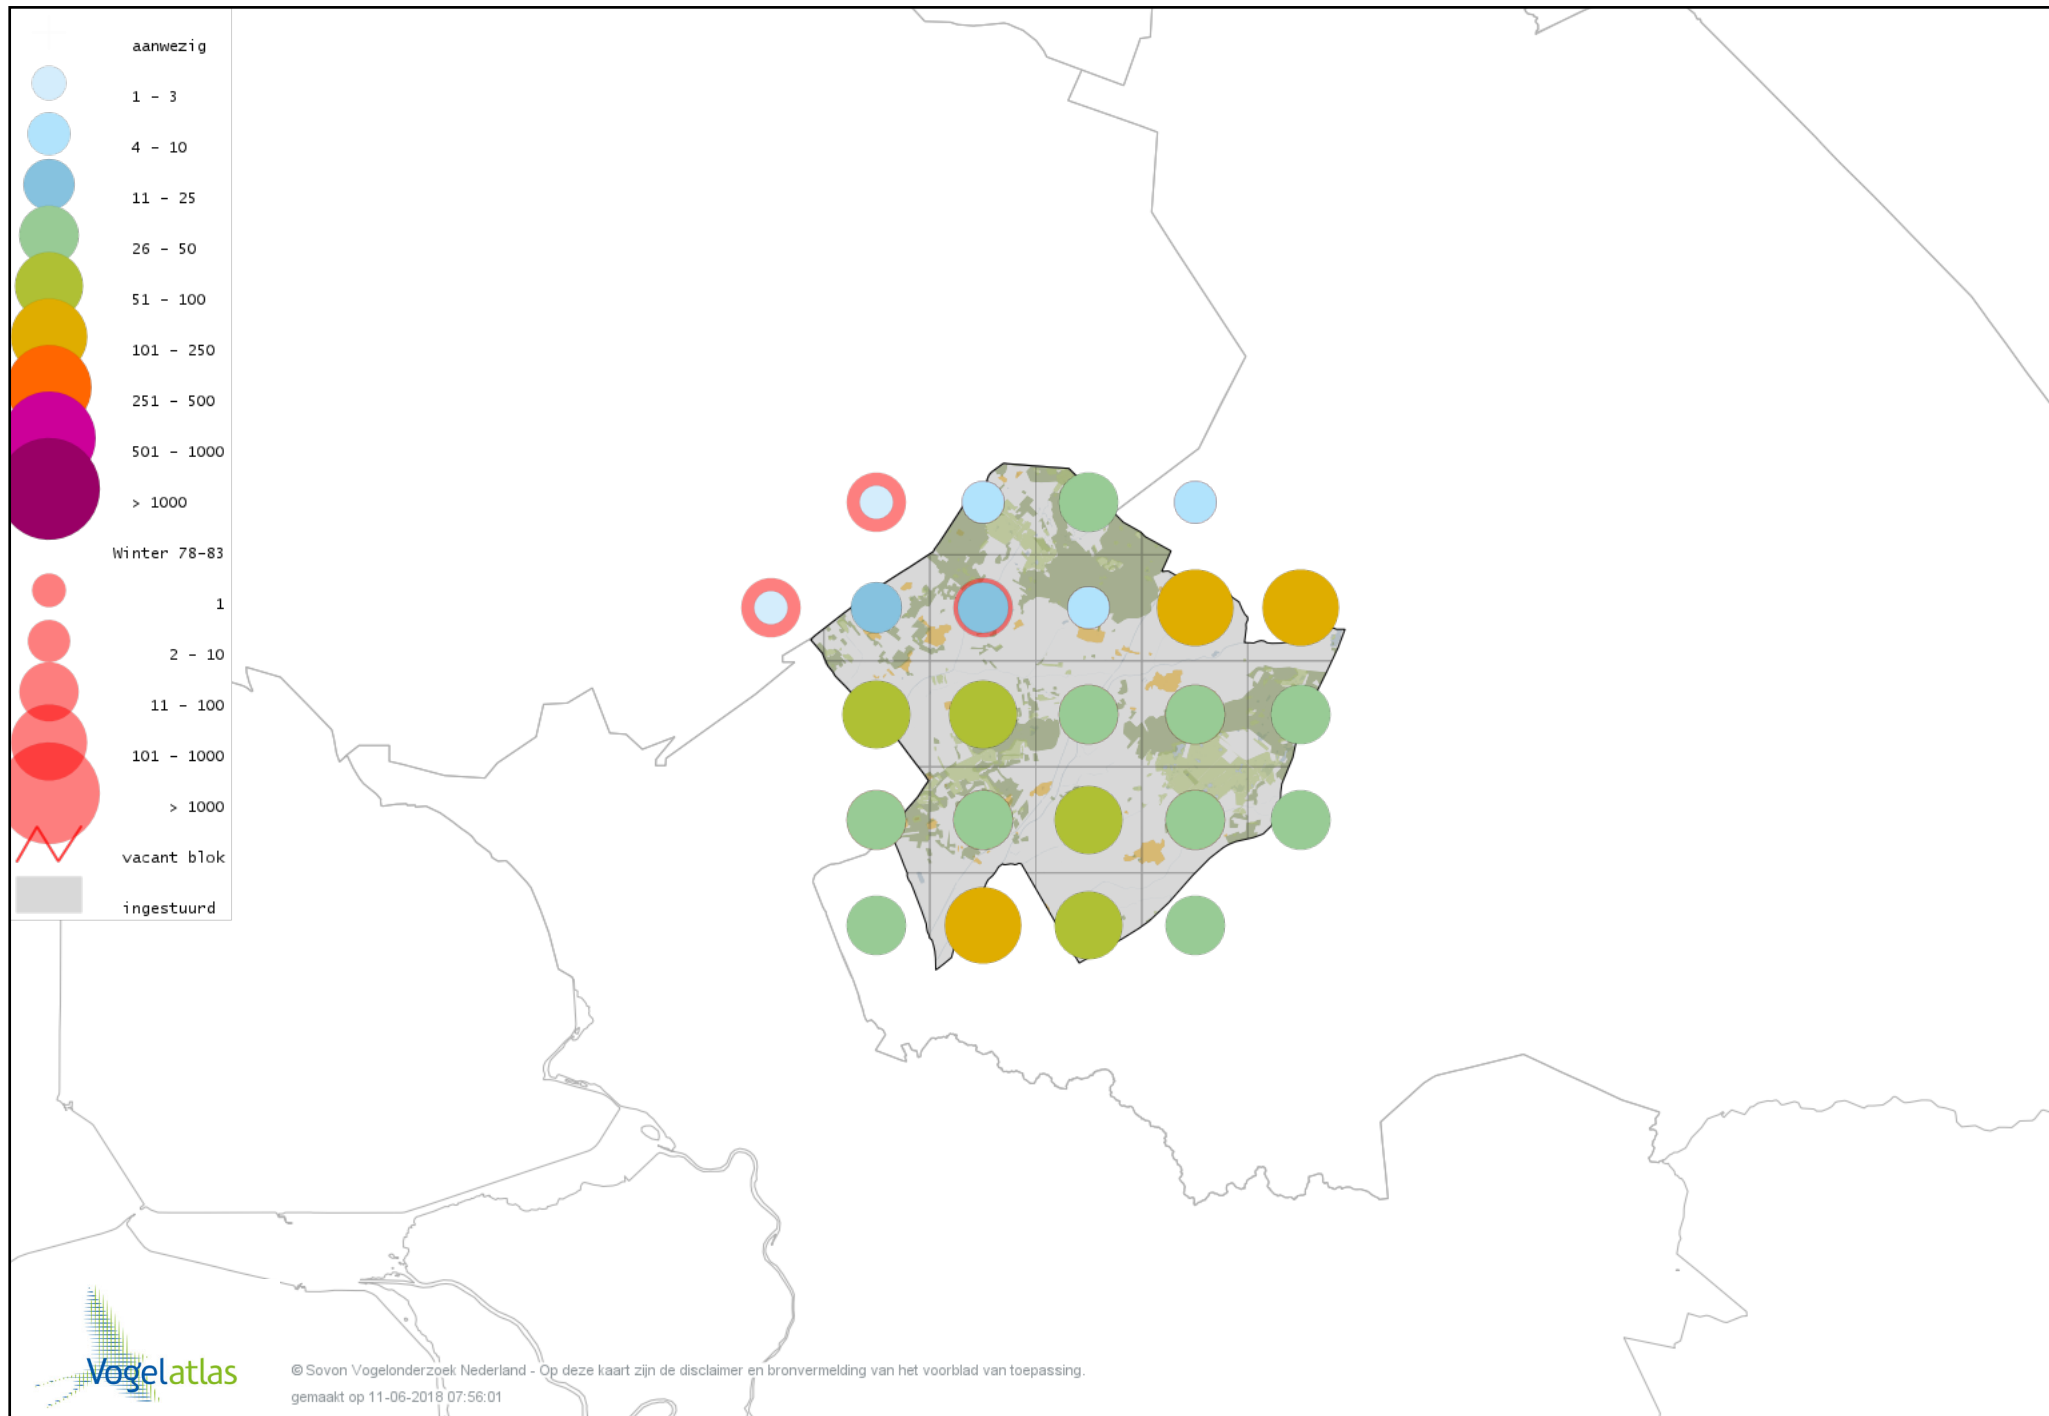 aanwezig
1 - 3
4 - 10
11 - 25
26 - 50
51 - 100
101 - 250
251 - 500
501 - 1000
> 1000
Winter 78-83
1
2 - 10
11 - 100
101 - 1000
> 1000
vacant blok
ingestuurd
Vogelatlas
© Sovon Vogelonderzoek Nederland - Op deze kaart zijn de disclaimer en bronvermelding van het voorblad van toepassing.
gemaakt op 11-06-2018 07:56:01